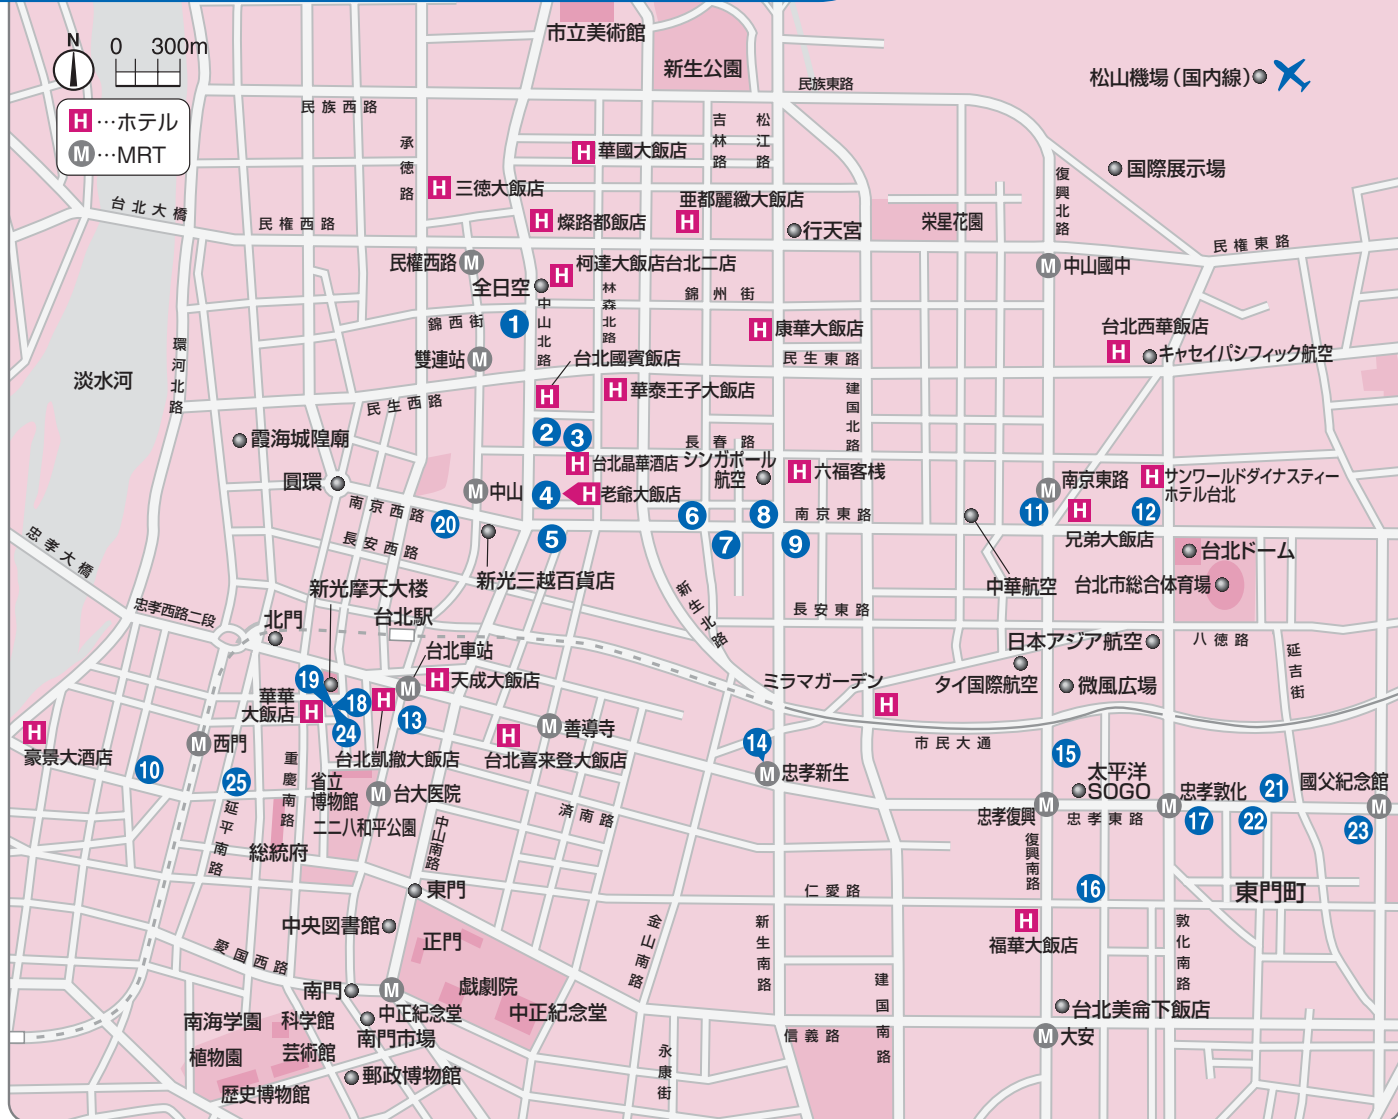 市立美術館
新生公園
N
0 300m
H…ホテル
M…MRT
松山機場（国内線）
民族東路
民族西路
承徳路
吉林路
松江路
華國大飯店
三徳大飯店
国際展示場
復興北路
台北大橋
民権西路
亜都麗緻大飯店
燦路都飯店
行天宮
栄星花園
民権東路
民權西路
柯達大飯店台北二店
中山國中
全日空
中山北路
林森北路
錦州街
錦西街
1
康華大飯店
台北西華飯店
キャセイパシフィック航空
環河北路
雙連站
台北國賓飯店
民生東路
淡水河
華泰王子大飯店
建国北路
民生西路
霞海城隍廟
2
3
長春路
台北晶華酒店
シンガポール
航空
六福客桟
圓環
中山
4
老爺大飯店
南京東路
サンワールドダイナスティー
ホテル台北
南京西路
20
6
8
南京東路
11
12
兄弟大飯店
忠孝大橋
長安西路
5
7
9
台北ドーム
新光摩天大楼
新光三越百貨店
中華航空
台北市総合体育場
忠孝西路二段
北門
台北駅
新生北路
長安東路
日本アジア航空
八徳路
延吉街
台北車站
天成大飯店
ミラマガーデン
タイ国際航空
微風広場
19
18
24
13
華華
大飯店
豪景大酒店
西門
善導寺
14
市民大通
15
10
25
重慶南路
台北凱撤大飯店
台北喜来登大飯店
忠孝新生
太平洋
SOGO
省立
博物館
台大医院
済南路
忠孝敦化
21
國父紀念館
延平南路
二二八和平公園
中山南路
忠孝復興
忠孝東路
17
22
23
総統府
復興南路
16
東門
仁愛路
東門町
中央図書館
正門
金山南路
新生南路
福華大飯店
敦化南路
愛国西路
南門
戯劇院
建国南路
南海学園
科学館
中正紀念堂
中正紀念堂
台北美侖下飯店
南門市場
信義路
大安
植物園
芸術館
永康街
歴史博物館
郵政博物館